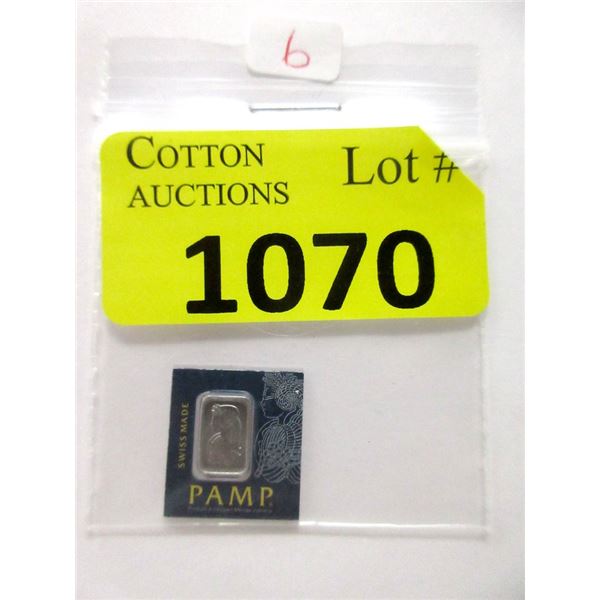 6
COTTON
AUCTIONS
Lot #
1070
SWISS MADE
PAMP